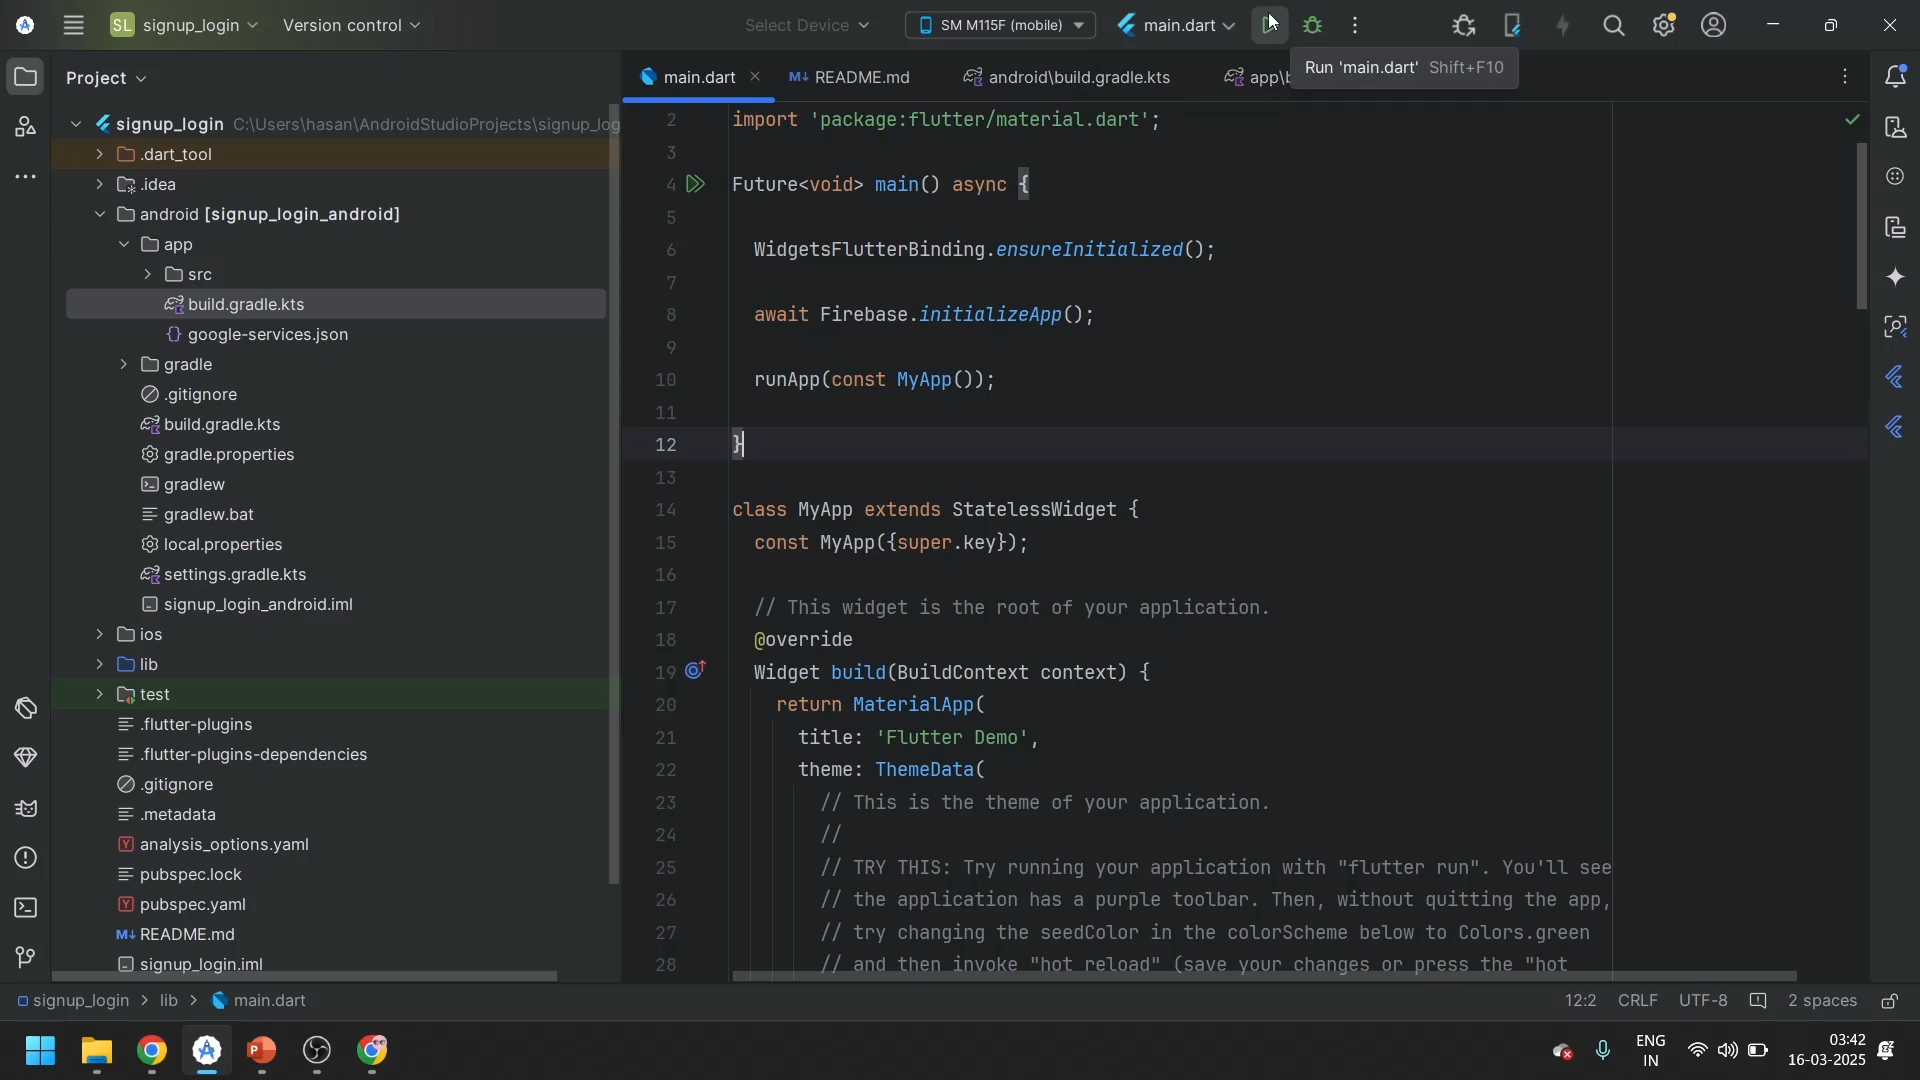 SL signup_login
Version control
Select Device
SM M115F (mobile)
main.dart
Project
main.dart
README.md
android\build.gradle.kts
app\b
Run 'main.dart' Shift+F10
signup_login C:\Users\hasan\AndroidStudioProjects\signup_log
.dart_tool
.idea
android [signup_login_android]
app
src
build.gradle.kts
google-services.json
gradle
.gitignore
build.gradle.kts
gradle.properties
gradlew
gradlew.bat
local.properties
settings.gradle.kts
signup_login_android.iml
ios
lib
test
.flutter-plugins
.flutter-plugins-dependencies
.gitignore
.metadata
analysis_options.yaml
pubspec.lock
pubspec.yaml
README.md
signup_login.iml
2 import 'package:flutter/material.dart';
3
4 Future<void> main() async {
5
6 WidgetsFlutterBinding.ensureInitialized();
7
8 await Firebase.initializeApp();
9
10 runApp(const MyApp());
11
12 }
13
14 class MyApp extends StatelessWidget {
15 const MyApp({super.key});
16
17 // This widget is the root of your application.
18 @override
19 Widget build(BuildContext context) {
20 return MaterialApp(
21 title: 'Flutter Demo',
22 theme: ThemeData(
23 // This is the theme of your application.
24 //
25 // TRY THIS: Try running your application with "flutter run". You'll see
26 // the application has a purple toolbar. Then, without quitting the app,
27 // try changing the seedColor in the colorScheme below to Colors.green
28 // and then invoke "hot reload" (save your changes or press the "hot
signup_login > lib > main.dart
12:2 CRLF UTF-8 2 spaces
ENG
IN
03:42
16-03-2025